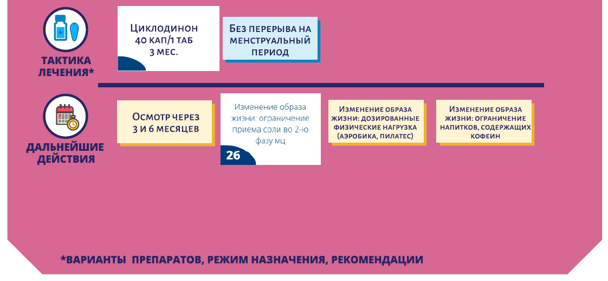 ТАКТИКА
ЛЕЧЕНИЯ*
Циклодинон
40 кап/1 таб
3 мес.
Без перерыва на
менструальный
период
ДАЛЬНЕЙШИЕ
ДЕЙСТВИЯ
Осмотр через
3 и 6 месяцев
Изменение образа
жизни: ограничение
приема соли во 2-ю
фазу мц
26
Изменение образа
жизни: дозированные
физические нагрузка
(аэробика, пилатес)
Изменение образа
жизни: ограничение
напитков, содержащих
кофеин
*ВАРИАНТЫ ПРЕПАРАТОВ, РЕЖИМ НАЗНАЧЕНИЯ, РЕКОМЕНДАЦИИ